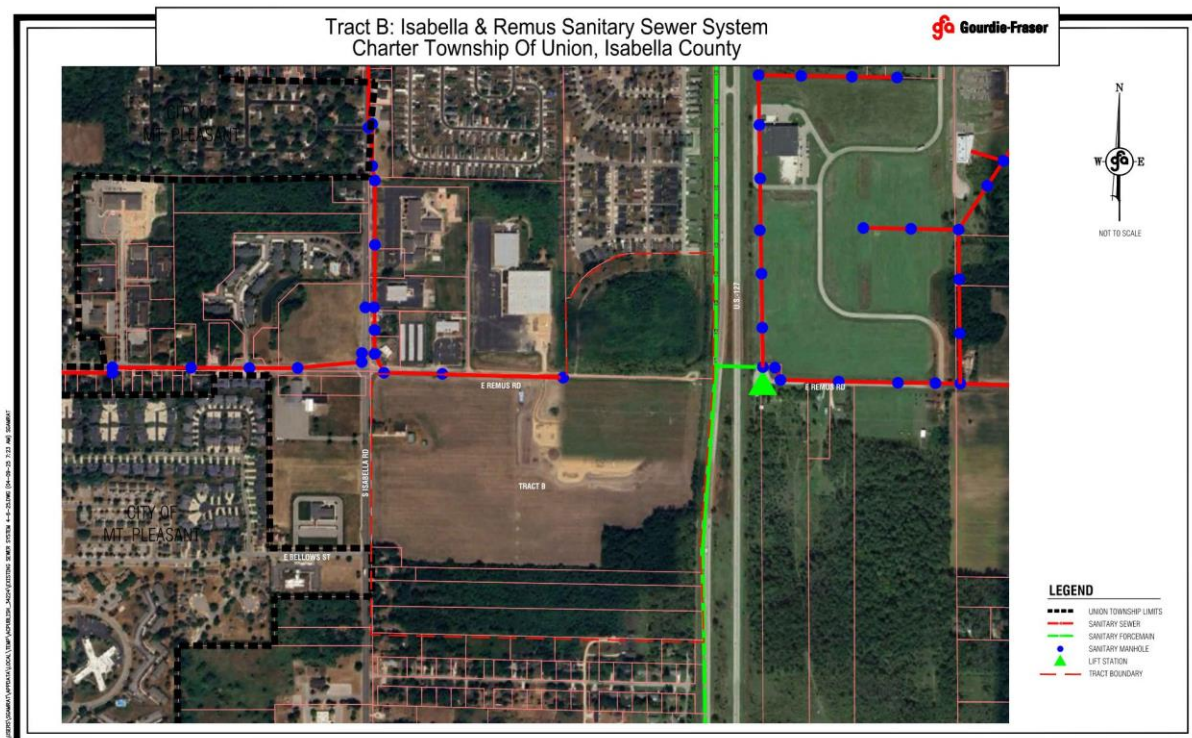 Tract B: Isabella & Remus Sanitary Sewer System
Charter Township Of Union, Isabella County
gfa Gourdie-Fraser
CITY OF
MT. PLEASANT
N
W
gfa
E
NOT TO SCALE
U.S.-127
E REMUS RD
E REMUS RD
S ISABELLA RD
TRACT B
CITY OF
MT. PLEASANT
E BELLOWS ST
LEGEND
UNION TOWNSHIP LIMITS
SANITARY SEWER
SANITARY FORCEMAIN
SANITARY MANHOLE
LIFT STATION
TRACT BOUNDARY